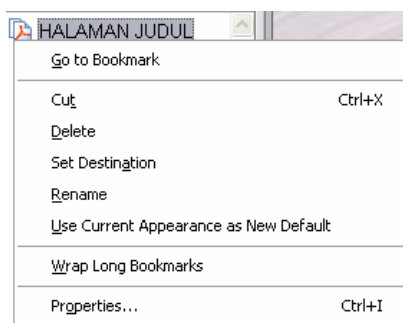 HALAMAN JUDUL
Go to Bookmark
Cut Ctrl+X
Delete
Set Destination
Rename
Use Current Appearance as New Default
Wrap Long Bookmarks
Properties... Ctrl+I